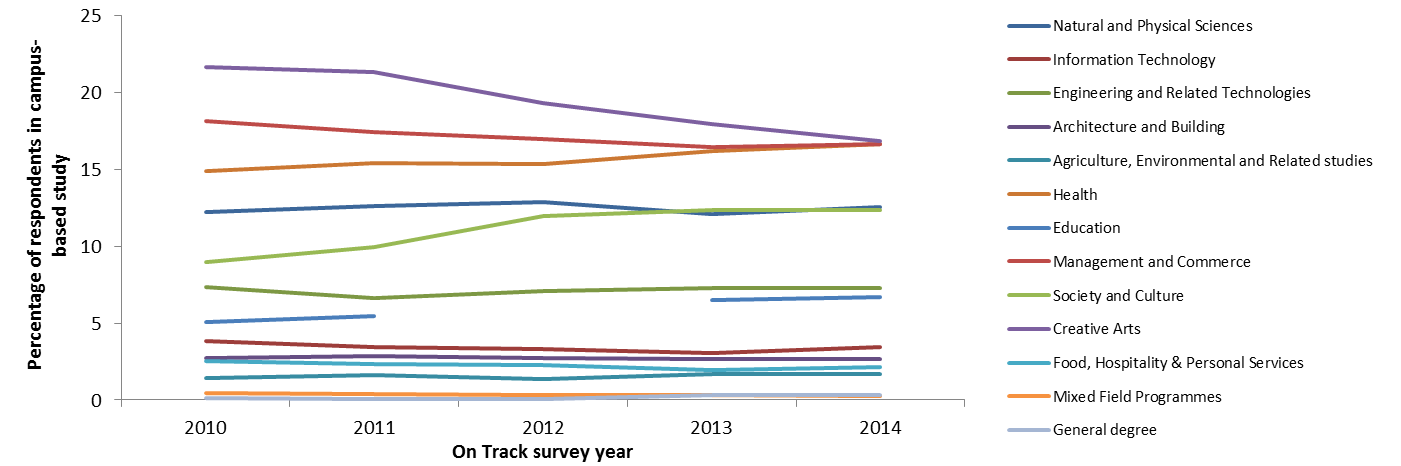 Percentage of respondents in campus-
based study
25
20
15
10
5
0
2010 2011 2012 2013 2014
On Track survey year
Natural and Physical Sciences
Information Technology
Engineering and Related Technologies
Architecture and Building
Agriculture, Environmental and Related studies
Health
Education
Management and Commerce
Society and Culture
Creative Arts
Food, Hospitality & Personal Services
Mixed Field Programmes
General degree